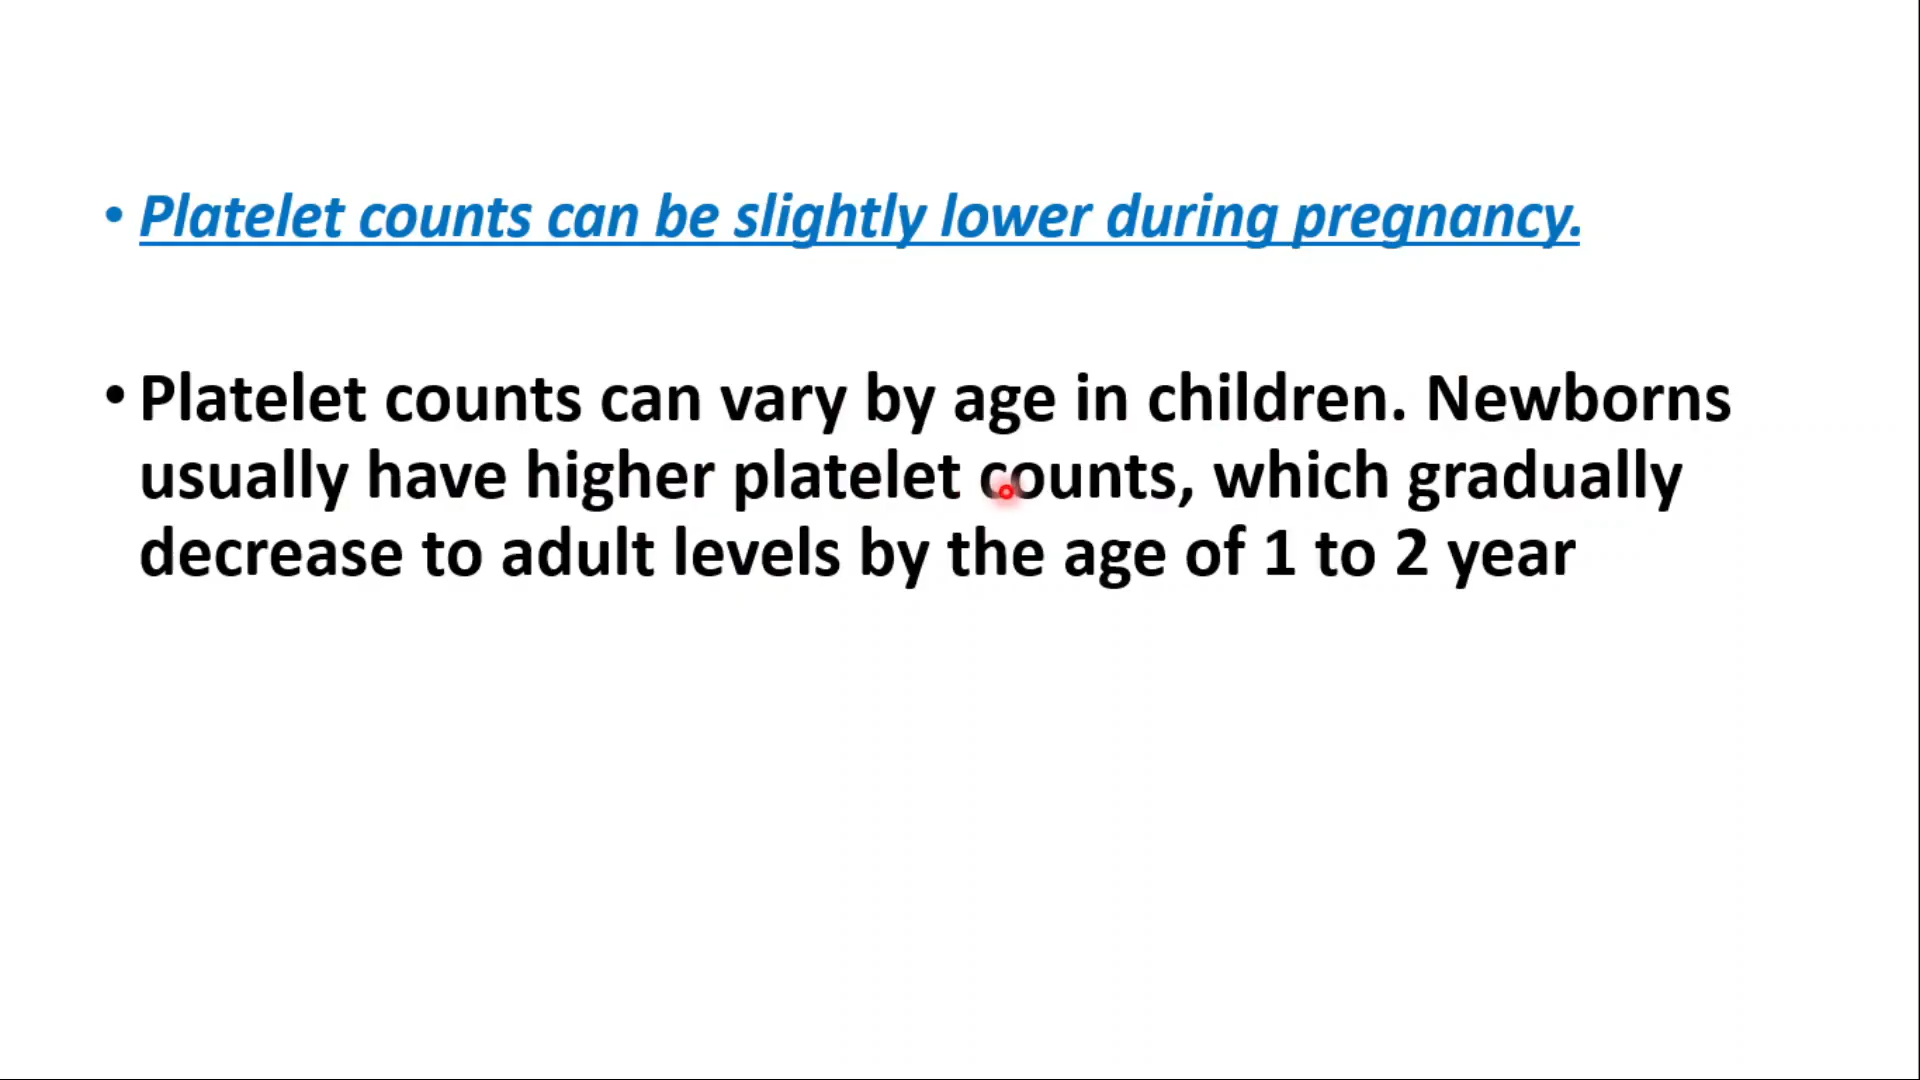 • Platelet counts can be slightly lower during pregnancy.
• Platelet counts can vary by age in children. Newborns
usually have higher platelet counts, which gradually
decrease to adult levels by the age of 1 to 2 year